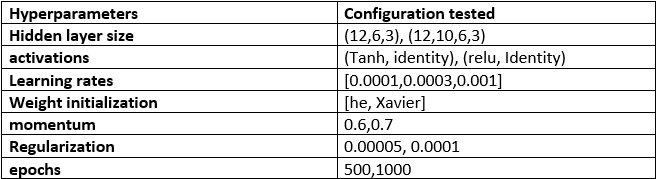 Hyperparameters Configuration tested
Hidden layer size (12,6,3), (12,10,6,3)
activations (Tanh, identity), (relu, Identity)
Learning rates [0.0001,0.0003,0.001]
Weight initialization [he, Xavier]
momentum 0.6,0.7
Regularization 0.00005, 0.0001
epochs 500,1000